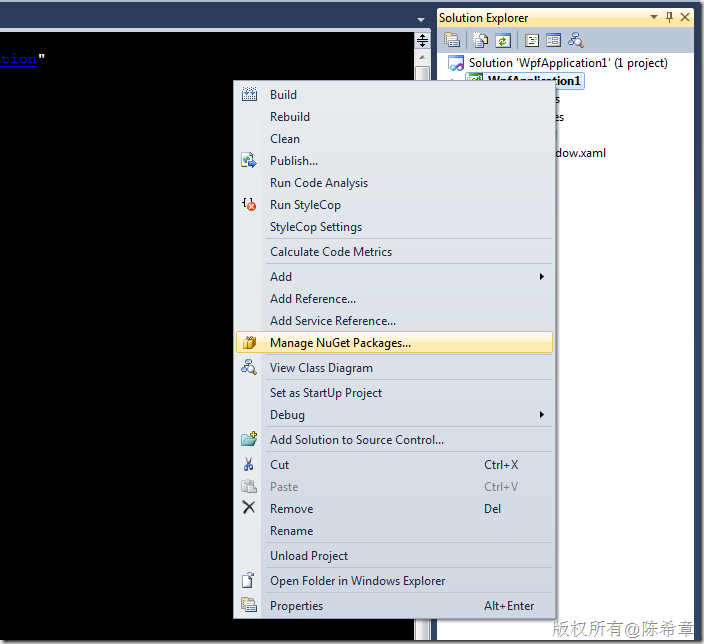 Solution Explorer
tion"
Solution 'WpfApplication1' (1 project)
WpfApplication1
Build
Rebuild
Clean
Publish...
dow.xaml
Run Code Analysis
Run StyleCop
StyleCop Settings
Calculate Code Metrics
Add
Add Reference...
Add Service Reference...
Manage NuGet Packages...
View Class Diagram
Set as StartUp Project
Debug
Add Solution to Source Control...
Cut Ctrl+X
Paste Ctrl+V
Remove Del
Rename
Unload Project
Open Folder in Windows Explorer
Properties Alt+Enter
版权所有@陈希章